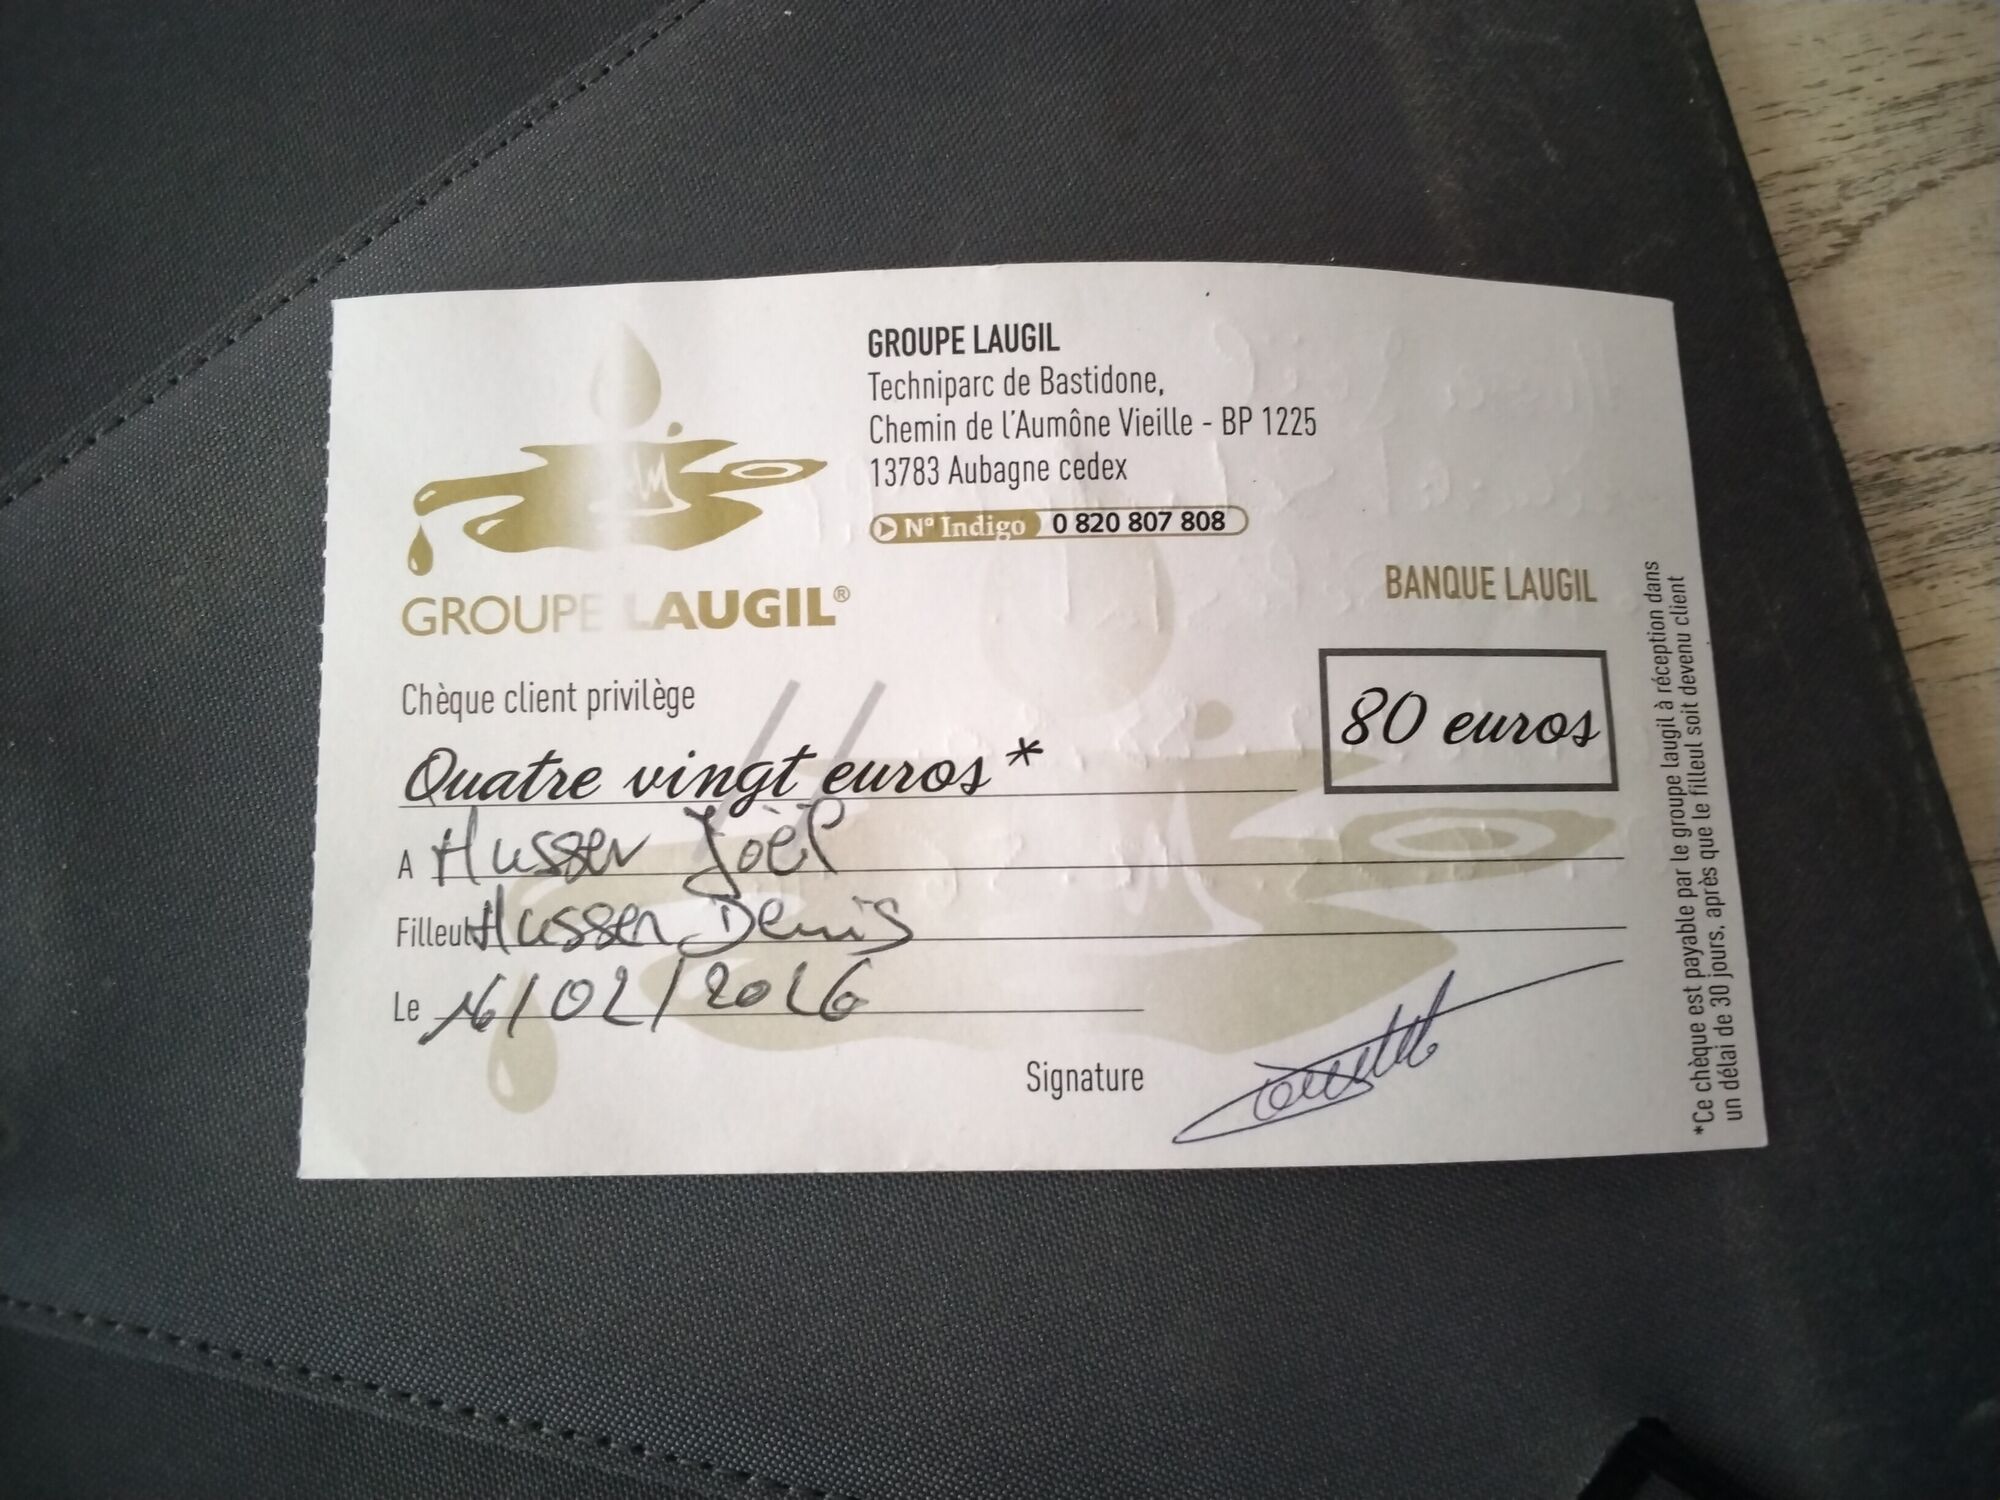 GROUPE LAUGIL
Techniparc de Bastidone,
Chemin de l'Aumône Vieille - BP 1225
13783 Aubagne cedex
N° Indigo 0 820 807 808
GROUPE LAUGIL®
BANQUE LAUGIL
Chèque client privilège
80 euros
Quatre vingt euros *
A Husser Joël
Filleul Husser Denis
Le 16/02/2016
Signature
*Ce chèque est payable par le groupe laugil à réception dans
un délai de 30 jours, après que le filleul soit devenu client